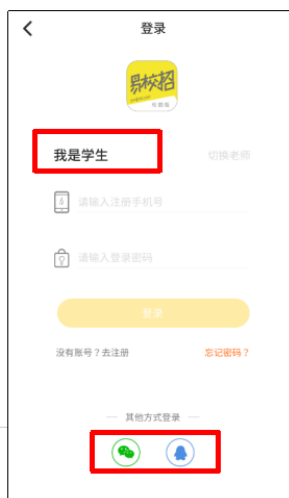 登录
易校招
我是学生
切换老师
请输入注册手机号
请输入登录密码
登录
没有账号？去注册
忘记密码？
其他方式登录